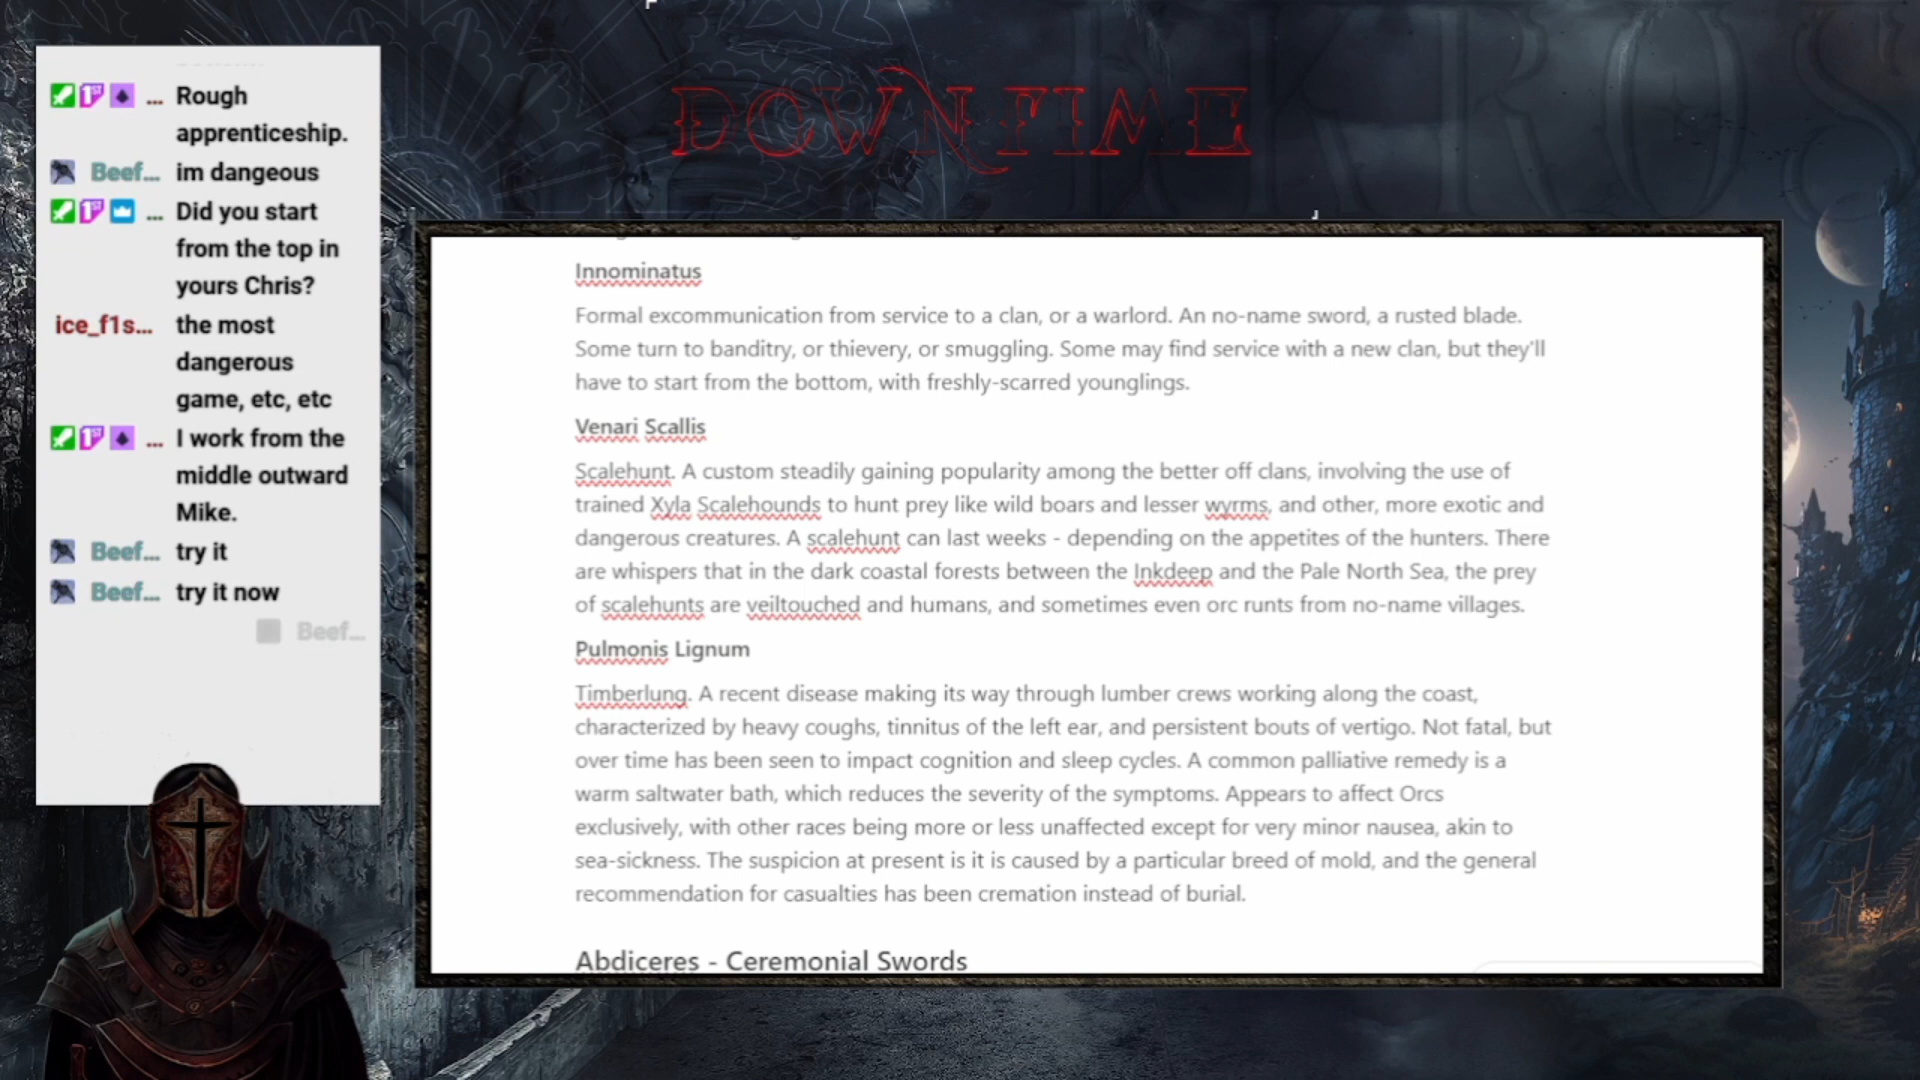 Rough
apprenticeship.
Beef... im dangeous
... Did you start
from the top in
yours Chris?
ice_f1s... the most
dangerous
game, etc, etc
... I work from the
middle outward
Mike.
Beef... try it
Beef... try it now
Beef...
DOWNTIME
Innominatus
Formal excommunication from service to a clan, or a warlord. An no-name sword, a rusted blade.
Some turn to banditry, or thievery, or smuggling. Some may find service with a new clan, but they'll
have to start from the bottom, with freshly-scarred younglings.
Venari Scallis
Scalehunt. A custom steadily gaining popularity among the better off clans, involving the use of
trained Xyla Scalehounds to hunt prey like wild boars and lesser wyrms, and other, more exotic and
dangerous creatures. A scalehunt can last weeks - depending on the appetites of the hunters. There
are whispers that in the dark coastal forests between the Inkdeep and the Pale North Sea, the prey
of scalehunts are veiltouched and humans, and sometimes even orc runts from no-name villages.
Pulmonis Lignum
Timberlung. A recent disease making its way through lumber crews working along the coast,
characterized by heavy coughs, tinnitus of the left ear, and persistent bouts of vertigo. Not fatal, but
over time has been seen to impact cognition and sleep cycles. A common palliative remedy is a
warm saltwater bath, which reduces the severity of the symptoms. Appears to affect Orcs
exclusively, with other races being more or less unaffected except for very minor nausea, akin to
sea-sickness. The suspicion at present is it is caused by a particular breed of mold, and the general
recommendation for casualties has been cremation instead of burial.
Abdiceres - Ceremonial Swords